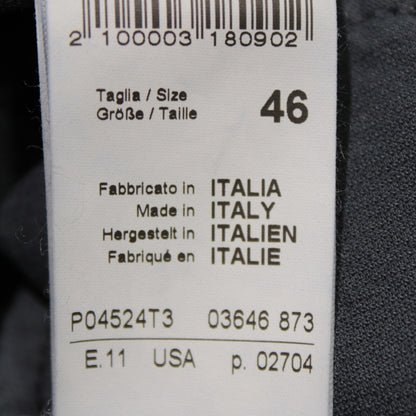 2 100003 180902
Taglia / Size
Größe / Taille
46
Fabbricato in ITALIA
Made in ITALY
Hergestelt in ITALIEN
Fabriqué en ITALIE
P04524T3 03646 873
E.11 USA p. 02704